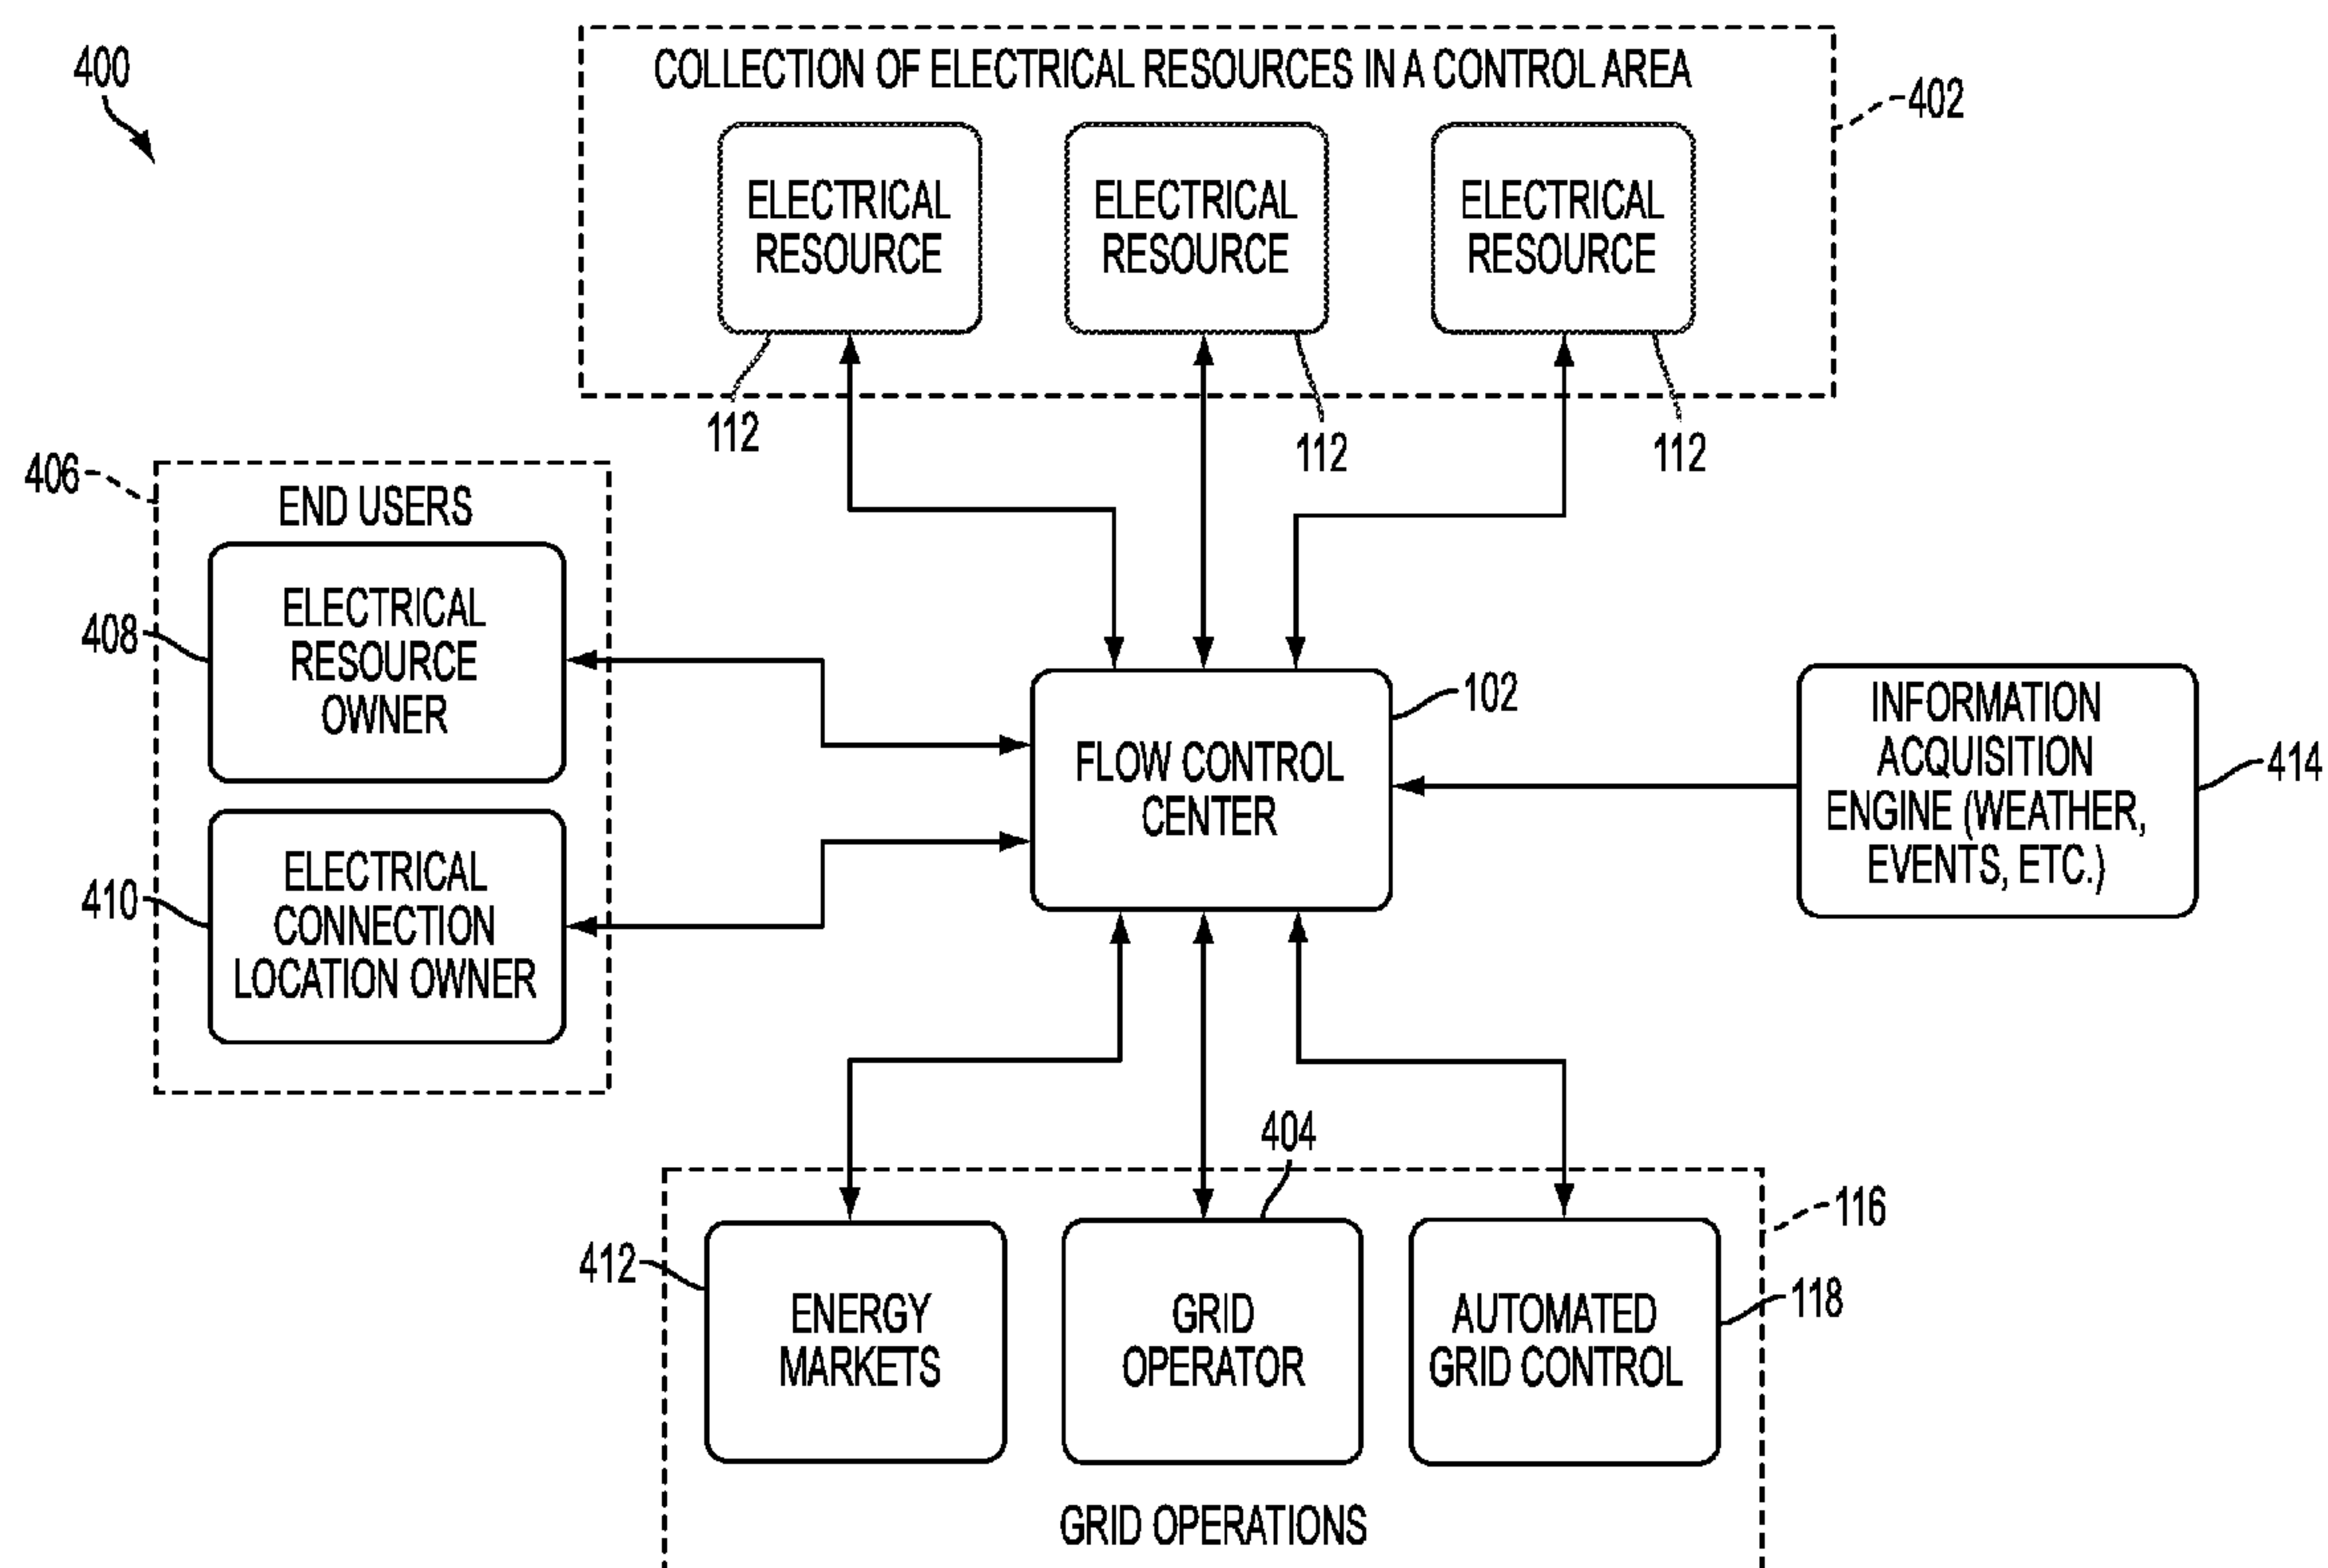 400
COLLECTION OF ELECTRICAL RESOURCES IN A CONTROL AREA
402
ELECTRICAL
RESOURCE
ELECTRICAL
RESOURCE
ELECTRICAL
RESOURCE
112
112
112
406
END USERS
408
ELECTRICAL
RESOURCE
OWNER
410
ELECTRICAL
CONNECTION
LOCATION OWNER
102
FLOW CONTROL
CENTER
INFORMATION
ACQUISITION
ENGINE (WEATHER,
EVENTS, ETC.)
414
404
116
412
ENERGY
MARKETS
GRID
OPERATOR
AUTOMATED
GRID CONTROL
118
GRID OPERATIONS